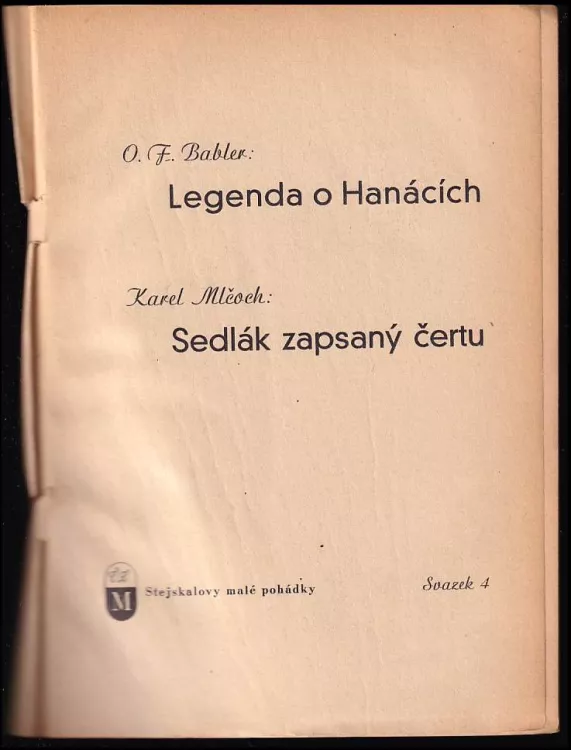 O. F. Babler:
Legenda o Hanácích
Karel Mlčoch:
Sedlák zapsaný čertu
M
Stejskalovy malé pohádky
Svazek 4